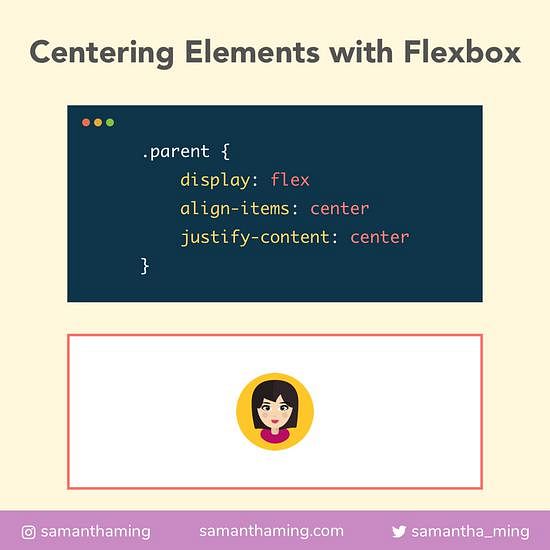 Centering Elements with Flexbox
.parent {
display: flex
align-items: center
justify-content: center
}
samanthaming
samanthaming.com
samantha_ming